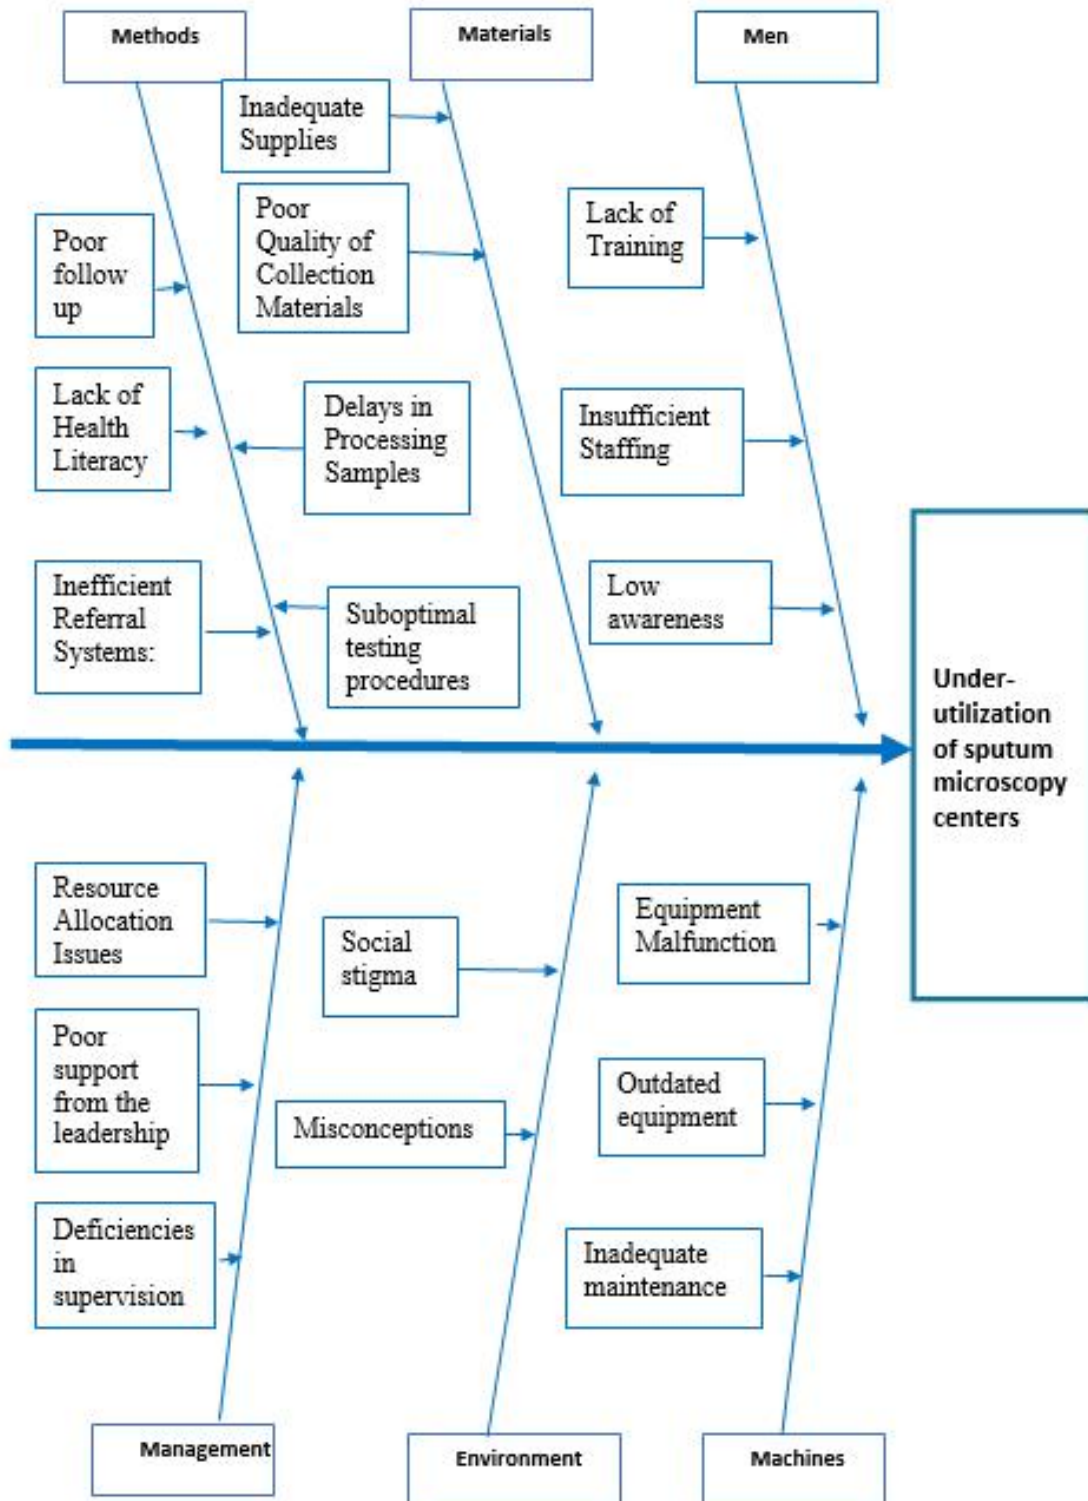 Methods
Materials
Men
Inadequate
Supplies
Poor
Quality of
Collection
Materials
Lack of
Training
Poor
follow
up
Lack of
Health
Literacy
Delays in
Processing
Samples
Insufficient
Staffing
Inefficient
Referral
Systems:
Suboptimal
testing
procedures
Low
awareness
Under-
utilization
of sputum
microscopy
centers
Resource
Allocation
Issues
Social
stigma
Equipment
Malfunction
Poor
support
from the
leadership
Misconceptions
Outdated
equipment
Deficiencies
in
supervision
Inadequate
maintenance
Management
Environment
Machines